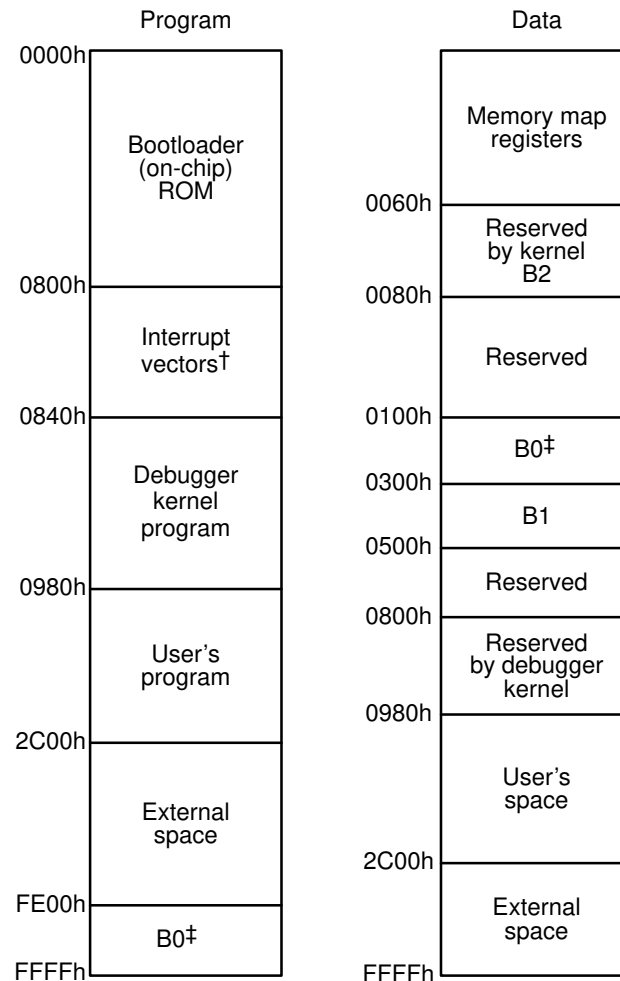 Program
0000h
Bootloader
(on-chip)
ROM
0800h
Interrupt
vectors†
0840h
Debugger
kernel
program
0980h
User's
program
2C00h
External
space
FE00h
B0‡
FFFFh
Data
Memory map
registers
0060h
Reserved
by kernel
B2
0080h
Reserved
0100h
B0‡
0300h
B1
0500h
Reserved
0800h
Reserved
by debugger
kernel
0980h
User's
space
2C00h
External
space
FFFFh